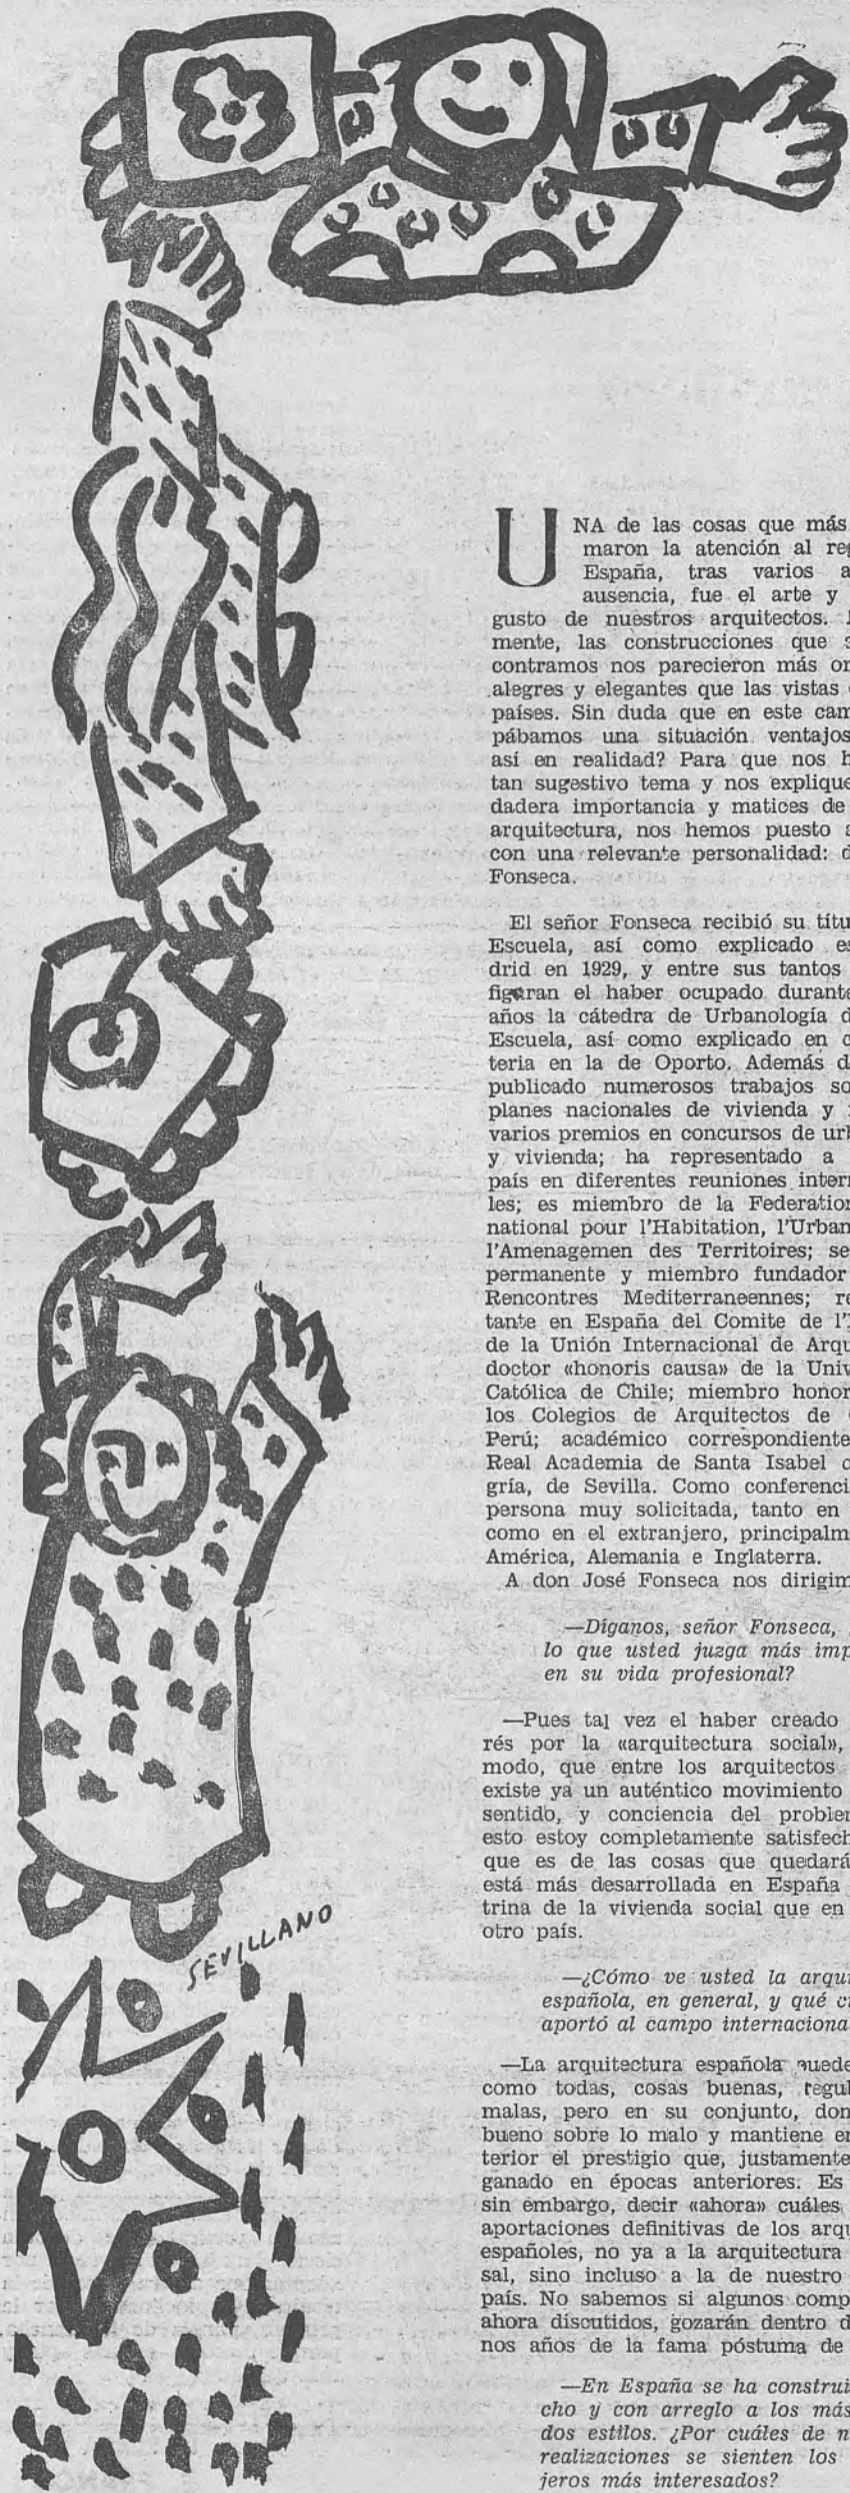 UNA de las cosas que más
maron la atención al reg
España, tras varios a
ausencia, fue el arte y
gusto de nuestros arquitectos.
mente, las construcciones que s
contramos nos parecieron más or
alegres y elegantes que las vistas
países. Sin duda que en este cam
pábamos una situación ventajos
así en realidad? Para que nos h
tan sugestivo tema y nos explique
dadera importancia y matices de
arquitectura, nos hemos puesto a
con una relevante personalidad: d
Fonseca.
El señor Fonseca recibió su títu
Escuela, así como explicado es
drid en 1929, y entre sus tantos
figuran el haber ocupado durante
años la cátedra de Urbanología d
Escuela, así como explicado en c
teria en la de Oporto. Además d
publicado numerosos trabajos so
planes nacionales de vivienda y
varios premios en concursos de urb
y vivienda; ha representado a
país en diferentes reuniones intern
les; es miembro de la Federation
national pour l'Habitation, l'Urban
l'Amenagemen des Territoires; se
permanente y miembro fundador
Rencontres Mediterraneennes; re
tante en España del Comite de l'
de la Unión Internacional de Arqu
doctor «honoris causa» de la Univ
Católica de Chile; miembro honor
los Colegios de Arquitectos de
Perú; académico correspondiente
Real Academia de Santa Isabel d
gría, de Sevilla. Como conferenci
persona muy solicitada, tanto en
como en el extranjero, principalm
América, Alemania e Inglaterra.
A don José Fonseca nos dirigim
—Díganos, señor Fonseca,
lo que usted juzga más imp
en su vida profesional?
—Pues tal vez el haber creado
rés por la «arquitectura social»,
modo, que entre los arquitectos
existe ya un auténtico movimiento
sentido, y conciencia del problem
esto estoy completamente satisfech
que es de las cosas que quedará
está más desarrollada en España
trina de la vivienda social que en
otro país.
—¿Cómo ve usted la arqui
española, en general, y qué cr
aportó al campo internaciona
—La arquitectura española puede
como todas, cosas buenas, regul
malas, pero en su conjunto, don
bueno sobre lo malo y mantiene en
terior el prestigio que, justamente
ganado en épocas anteriores. Es
sin embargo, decir «ahora» cuáles
aportaciones definitivas de los arqu
españoles, no ya a la arquitectura
sal, sino incluso a la de nuestro
país. No sabemos si algunos comp
ahora discutidos, gozarán dentro d
nos años de la fama póstuma de
—En España se ha construi
cho y con arreglo a los más
dos estilos. ¿Por cuáles de n
realizaciones se sienten los
jeros más interesados?
SEVILLANO